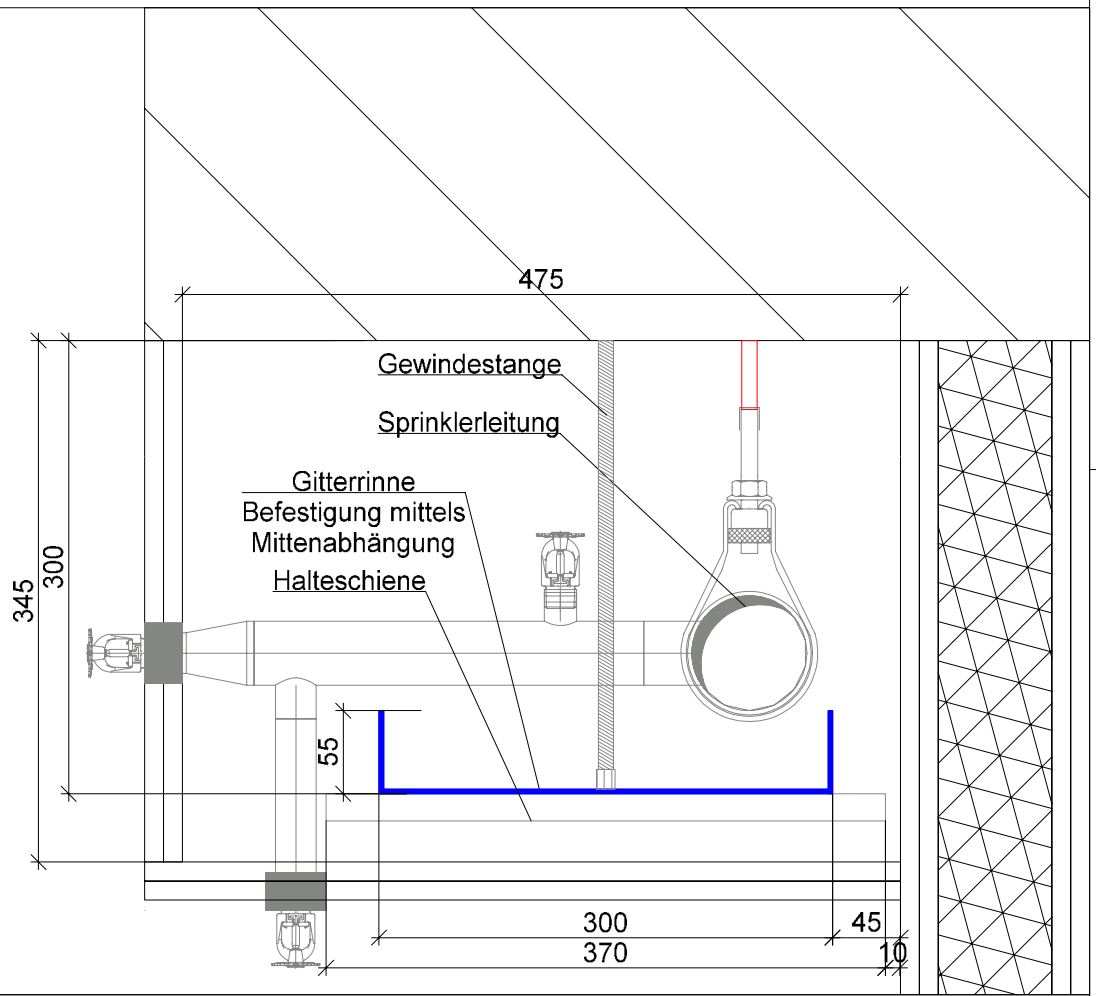 475
Gewindestange
Sprinklerleitung
Gitterrinne
Befestigung mittels
Mittenabhängung
Halteschiene
345
300
55
300
45
370
10